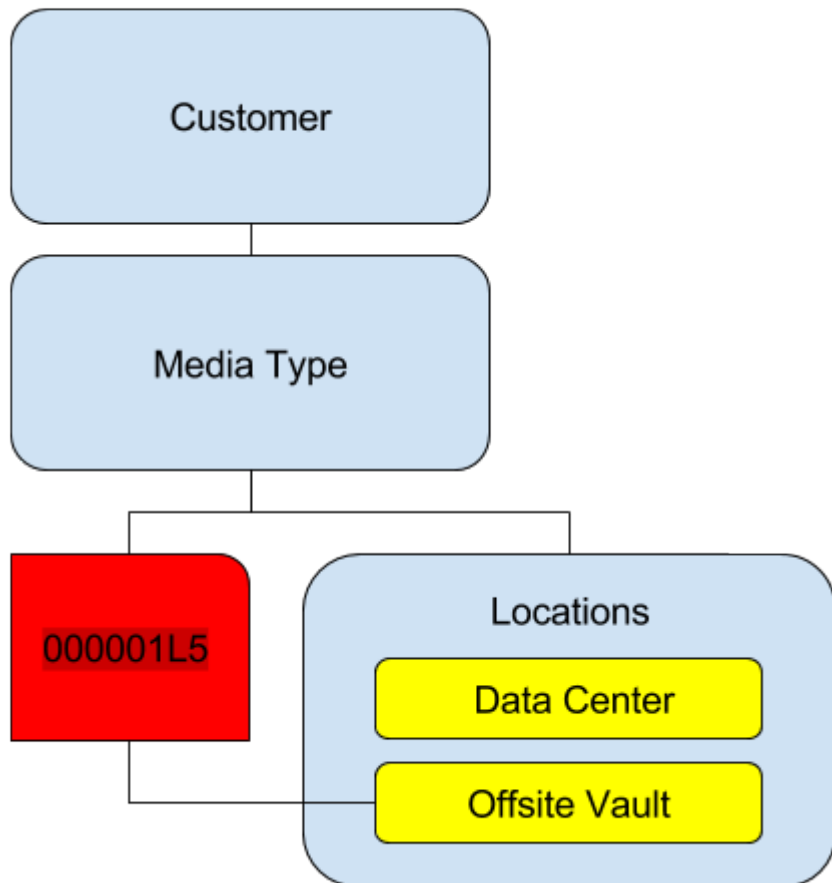 Customer
Media Type
000001L5
Locations
Data Center
Offsite Vault